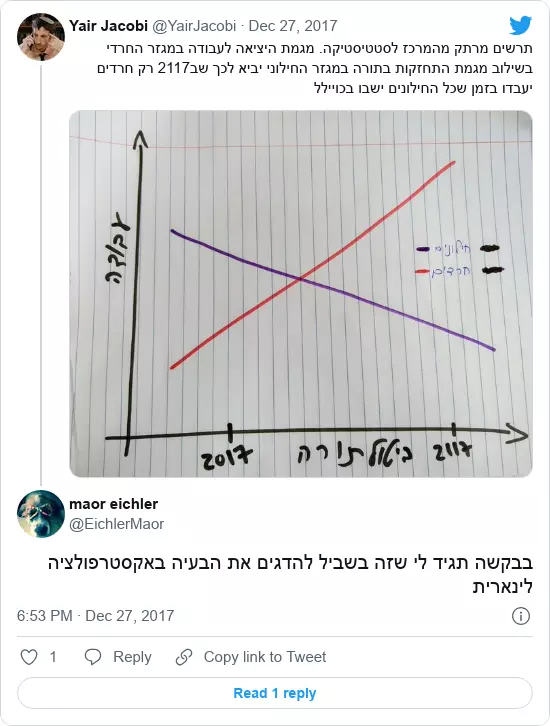 Yair Jacobi @YairJacobi · Dec 27, 2017
תרשים מרתק מהמרכז לסטטיסטיקה. מגמת היציאה לעבודה במגזר החרדי
בשילוב מגמת התחזקות בתורה במגזר החילוני יביא לכך שב2117 רק חרדים
יעבדו בזמן שכל החילונים ישבו בכויילל
עבודה
חילונים
חרדים
2017 ביטול תורה 2117
maor eichler
@EichlerMaor
בבקשה תגיד לי שזה בשביל להדגים את הבעיה באקסטרפולציה
לינארית
6:53 PM · Dec 27, 2017
1 Reply Copy link to Tweet
Read 1 reply